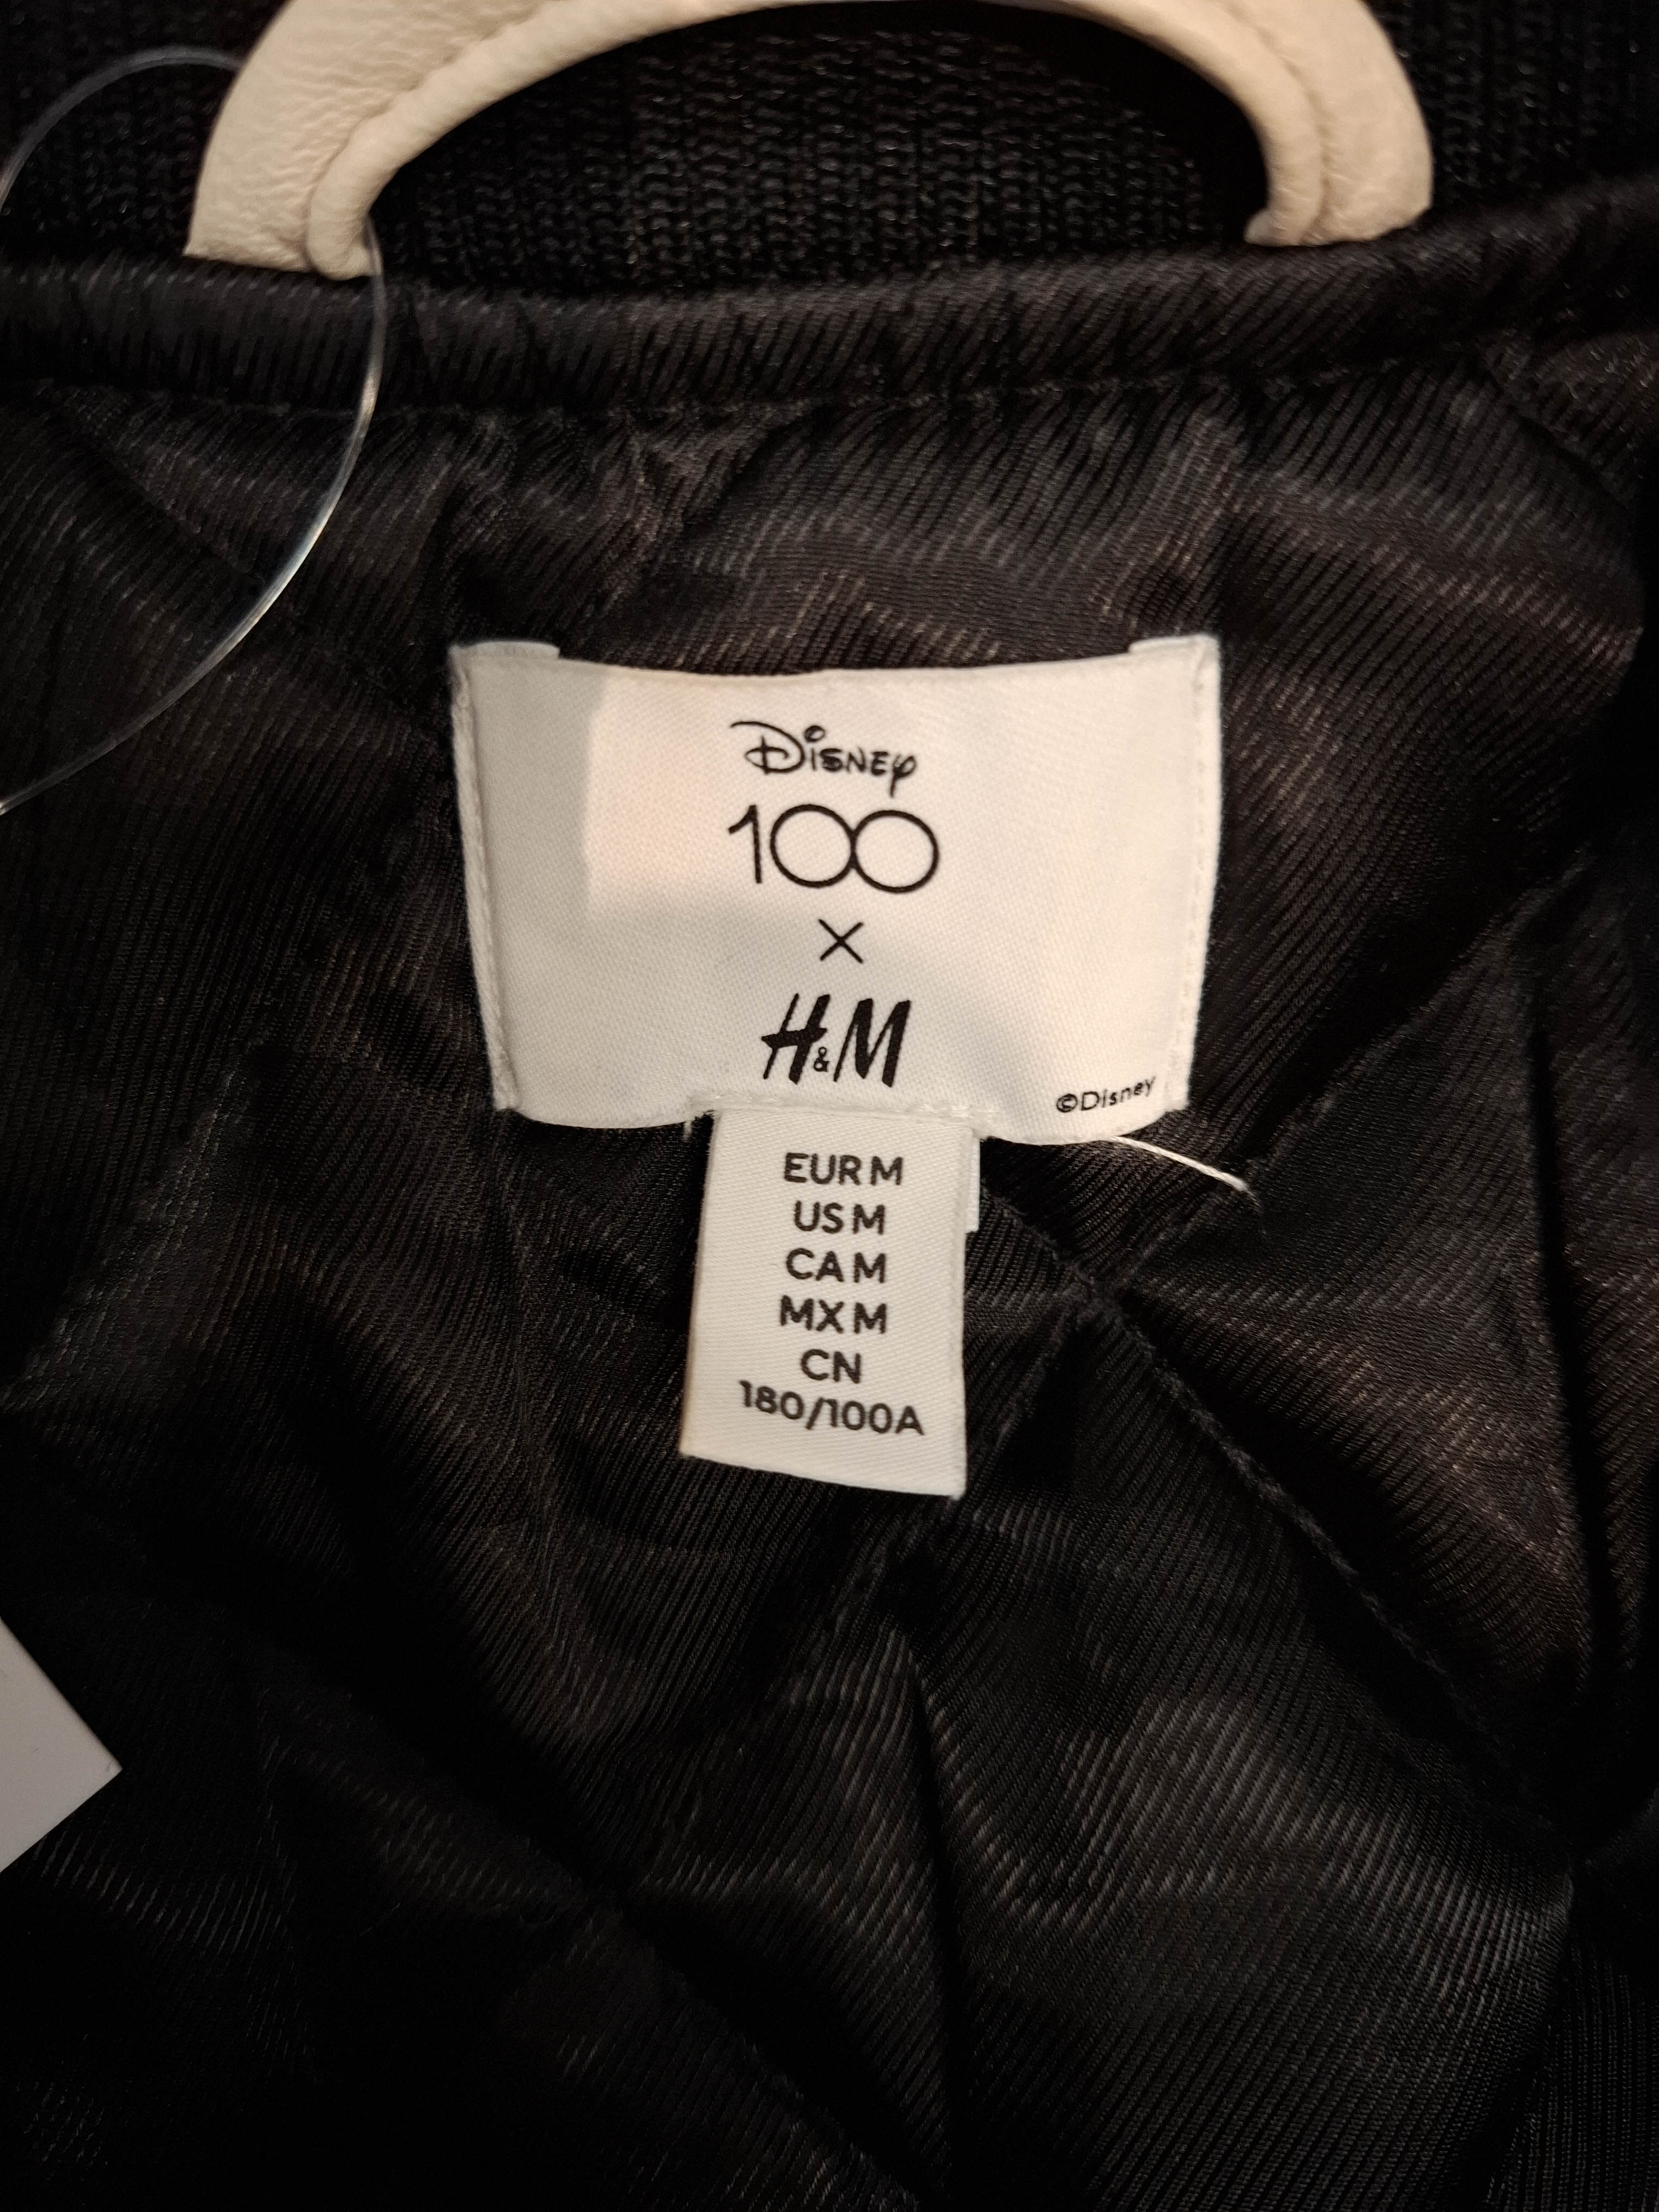 Disney
100
×
H&M
©Disney
EUR M
US M
CA M
MX M
CN
180/100A